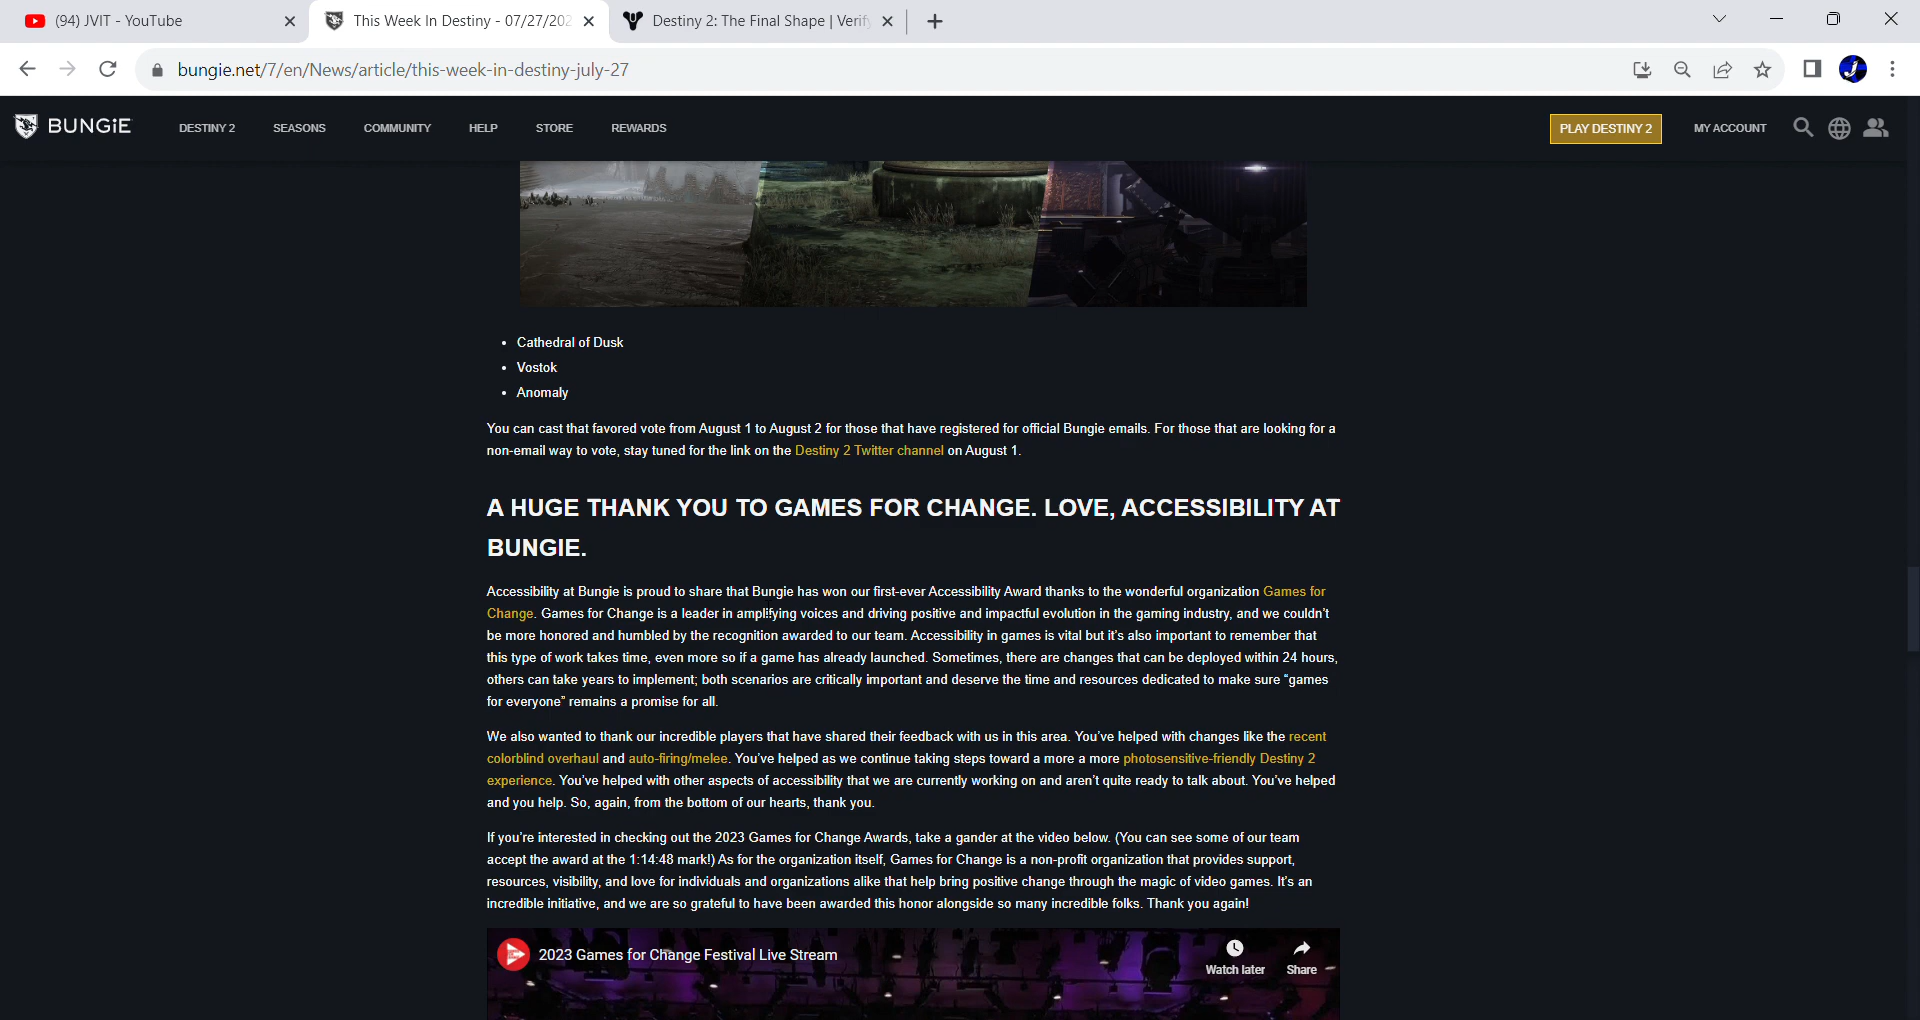 (94) JVIT - YouTube
This Week In Destiny - 07/27/202
Destiny 2: The Final Shape | Verify
bungie.net/7/en/News/article/this-week-in-destiny-july-27
BUNGiE
DESTINY 2
SEASONS
COMMUNITY
HELP
STORE
REWARDS
PLAY DESTINY 2
MY ACCOUNT
• Cathedral of Dusk
• Vostok
• Anomaly
You can cast that favored vote from August 1 to August 2 for those that have registered for official Bungie emails. For those that are looking for a
non-email way to vote, stay tuned for the link on the Destiny 2 Twitter channel on August 1.
A HUGE THANK YOU TO GAMES FOR CHANGE. LOVE, ACCESSIBILITY AT
BUNGIE.
Accessibility at Bungie is proud to share that Bungie has won our first-ever Accessibility Award thanks to the wonderful organization Games for
Change. Games for Change is a leader in amplifying voices and driving positive and impactful evolution in the gaming industry, and we couldn't
be more honored and humbled by the recognition awarded to our team. Accessibility in games is vital but it's also important to remember that
this type of work takes time, even more so if a game has already launched. Sometimes, there are changes that can be deployed within 24 hours,
others can take years to implement; both scenarios are critically important and deserve the time and resources dedicated to make sure “games
for everyone” remains a promise for all.
We also wanted to thank our incredible players that have shared their feedback with us in this area. You've helped with changes like the recent
colorblind overhaul and auto-firing/melee. You've helped as we continue taking steps toward a more a more photosensitive-friendly Destiny 2
experience. You've helped with other aspects of accessibility that we are currently working on and aren't quite ready to talk about. You've helped
and you help. So, again, from the bottom of our hearts, thank you.
If you're interested in checking out the 2023 Games for Change Awards, take a gander at the video below. (You can see some of our team
accept the award at the 1:14:48 mark!) As for the organization itself, Games for Change is a non-profit organization that provides support,
resources, visibility, and love for individuals and organizations alike that help bring positive change through the magic of video games. It's an
incredible initiative, and we are so grateful to have been awarded this honor alongside so many incredible folks. Thank you again!
2023 Games for Change Festival Live Stream
Watch later
Share